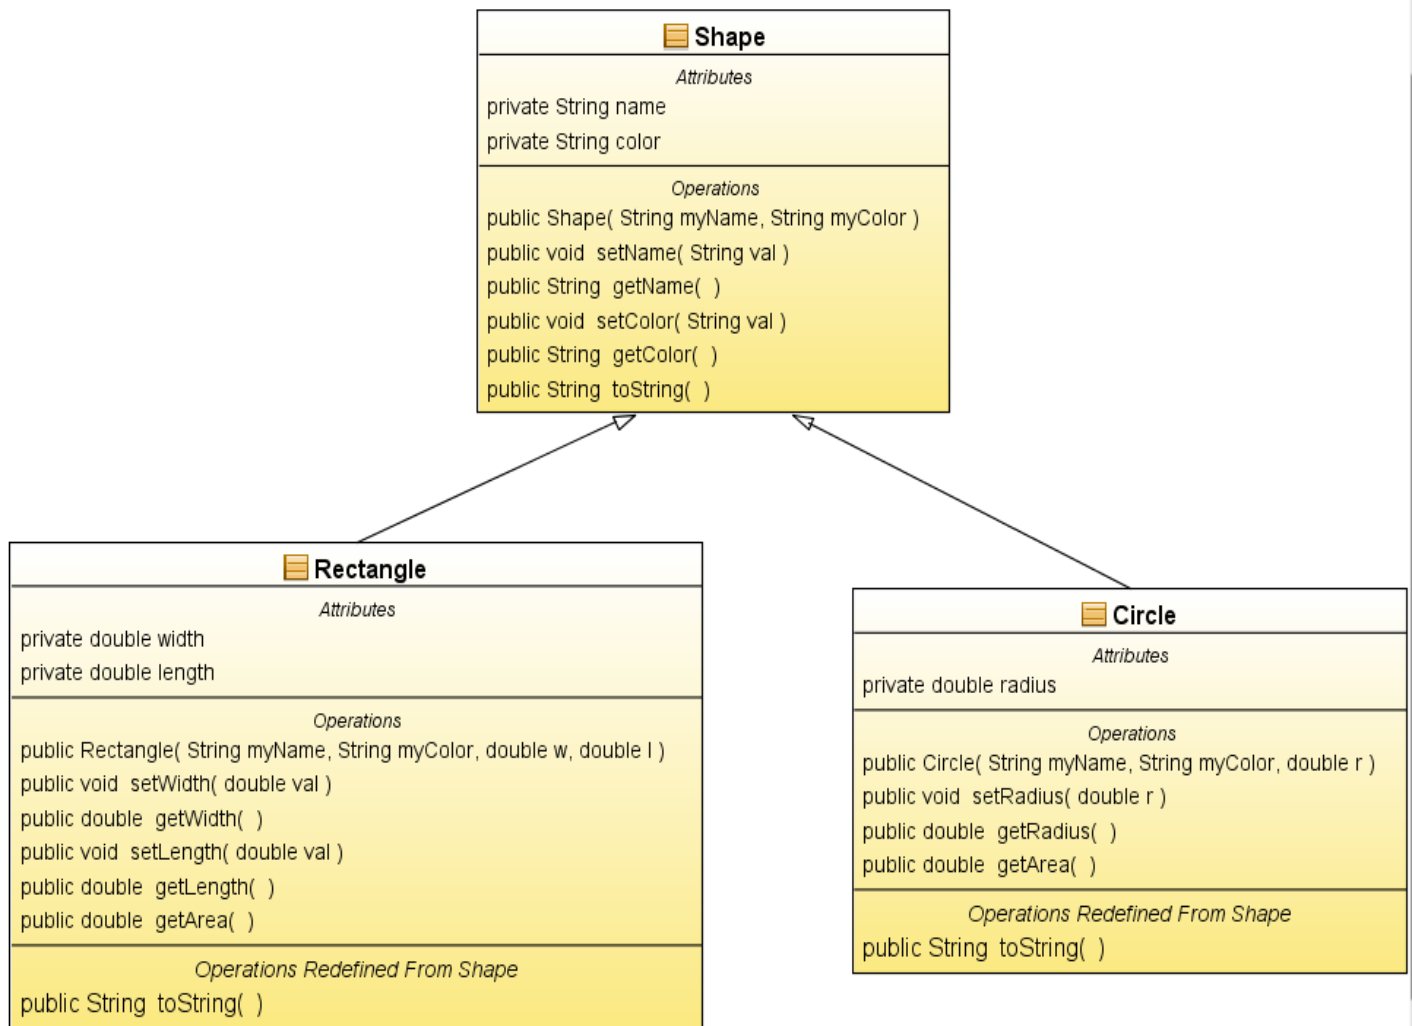 Shape
Attributes
private String name
private String color
Operations
public Shape( String myName, String myColor )
public void setName( String val )
public String getName( )
public void setColor( String val )
public String getColor( )
public String toString( )
Rectangle
Attributes
private double width
private double length
Operations
public Rectangle( String myName, String myColor, double w, double l )
public void setWidth( double val )
public double getWidth( )
public void setLength( double val )
public double getLength( )
public double getArea( )
Operations Redefined From Shape
public String toString( )
Circle
Attributes
private double radius
Operations
public Circle( String myName, String myColor, double r )
public void setRadius( double r )
public double getRadius( )
public double getArea( )
Operations Redefined From Shape
public String toString( )